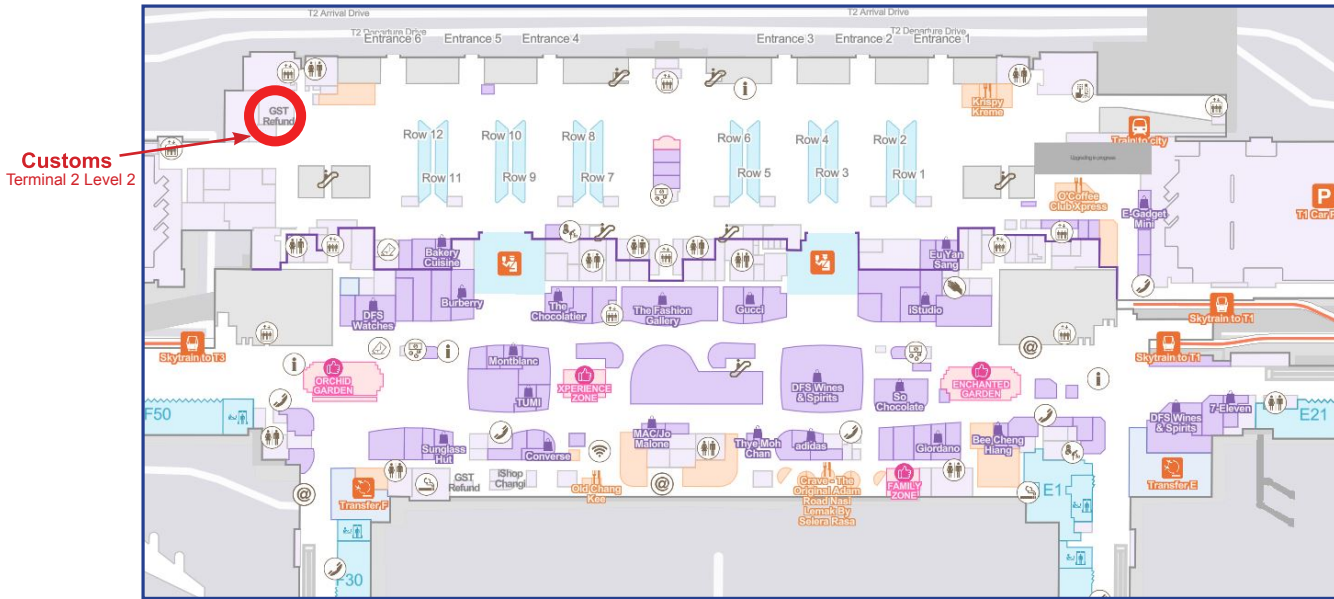 T2 Arrival Drive
T2 Arrival Drive
T2 Departure Drive
T2 Departure Drive
Entrance 6
Entrance 5
Entrance 4
Entrance 3
Entrance 2
Entrance 1
GST
Refund
Krispy
Kreme
Customs
Terminal 2 Level 2
Row 12
Row 10
Row 8
Row 6
Row 4
Row 2
Row 11
Row 9
Row 7
Row 5
Row 3
Row 1
Train to city
Upgrading in progress
O'Coffee
Club Xpress
E-Gadget
Mini
P
T1 Car P
Bakery
Cuisine
Eu Yan
Sang
Burberry
DFS
Watches
The
Chocolatier
The Fashion
Gallery
Gucci
iStudio
Skytrain to T1
Skytrain to T3
Skytrain to T1
Montblanc
ORCHID
GARDEN
XPERIENCE
ZONE
TUMI
DFS Wines
& Spirits
So
Chocolate
ENCHANTED
GARDEN
F50
DFS Wines
& Spirits
7-Eleven
E21
Sunglass
Hut
Converse
MAC/Jo
Malone
Thye Moh
Chan
adidas
Giordano
Bee Cheng
Hiang
Transfer F
GST
Refund
iShop
Changi
Old Chang
Kee
Crave - The
Original Adam
Road Nasi
Lemak By
Selera Rasa
FAMILY
ZONE
E1
Transfer E
F30